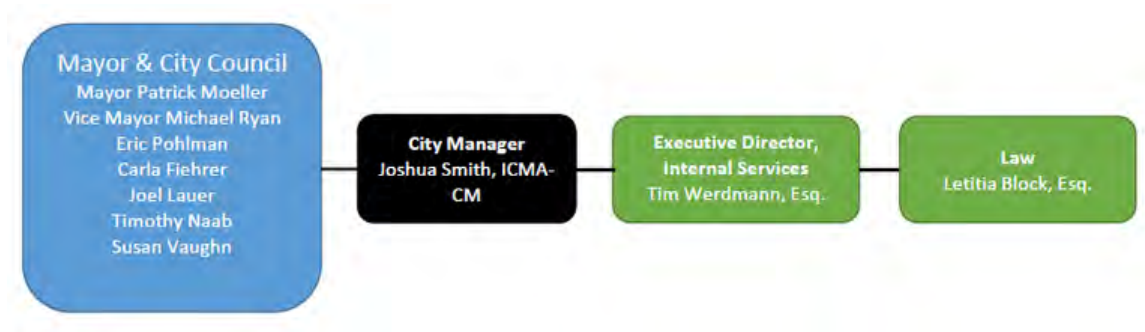 Mayor & City Council
Mayor Patrick Moeller
Vice Mayor Michael Ryan
Eric Pohlman
Carla Fiehrer
Joel Lauer
Timothy Naab
Susan Vaughn
City Manager
Joshua Smith, ICMA-
CM
Executive Director,
Internal Services
Tim Werdmann, Esq.
Law
Letitia Block, Esq.